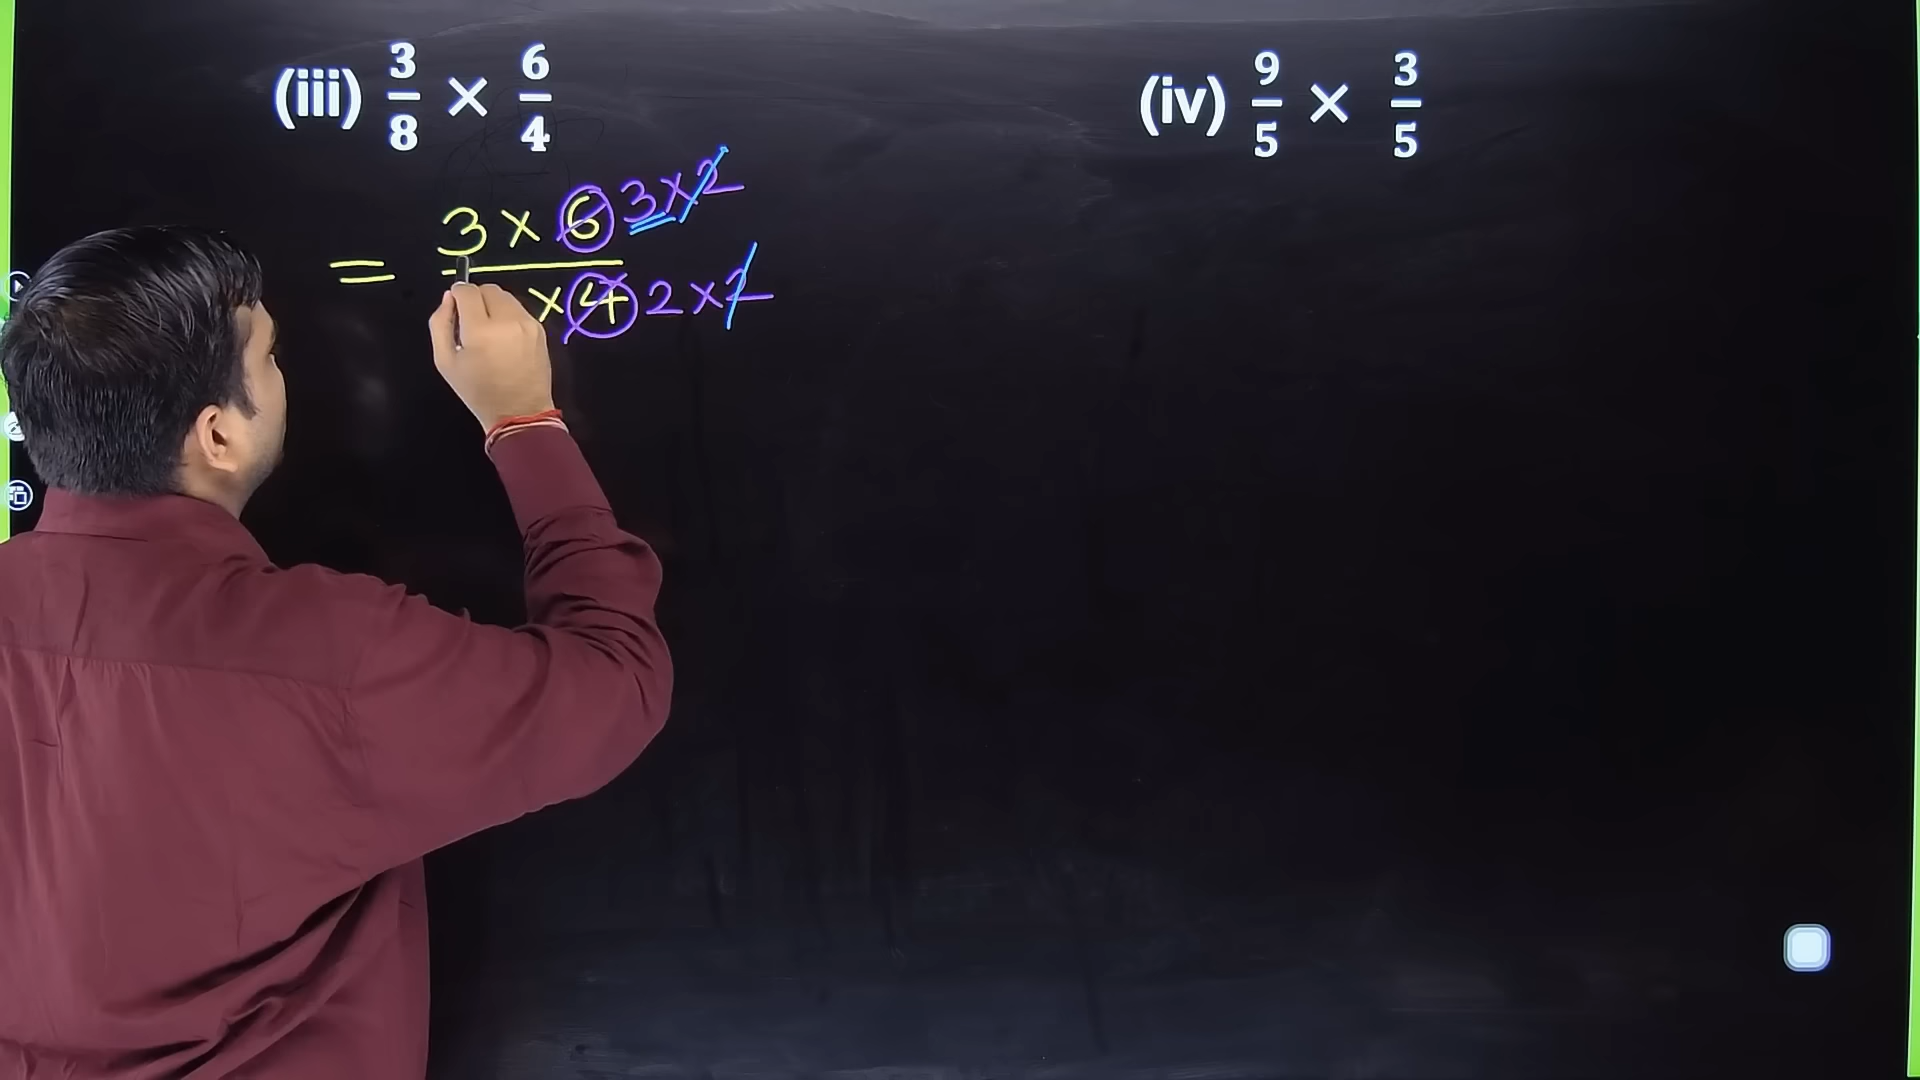 (iii) 3/8 × 6/4
= 3 × 6 3×2
× 4 2 × 2
(iv) 9/5 × 3/5